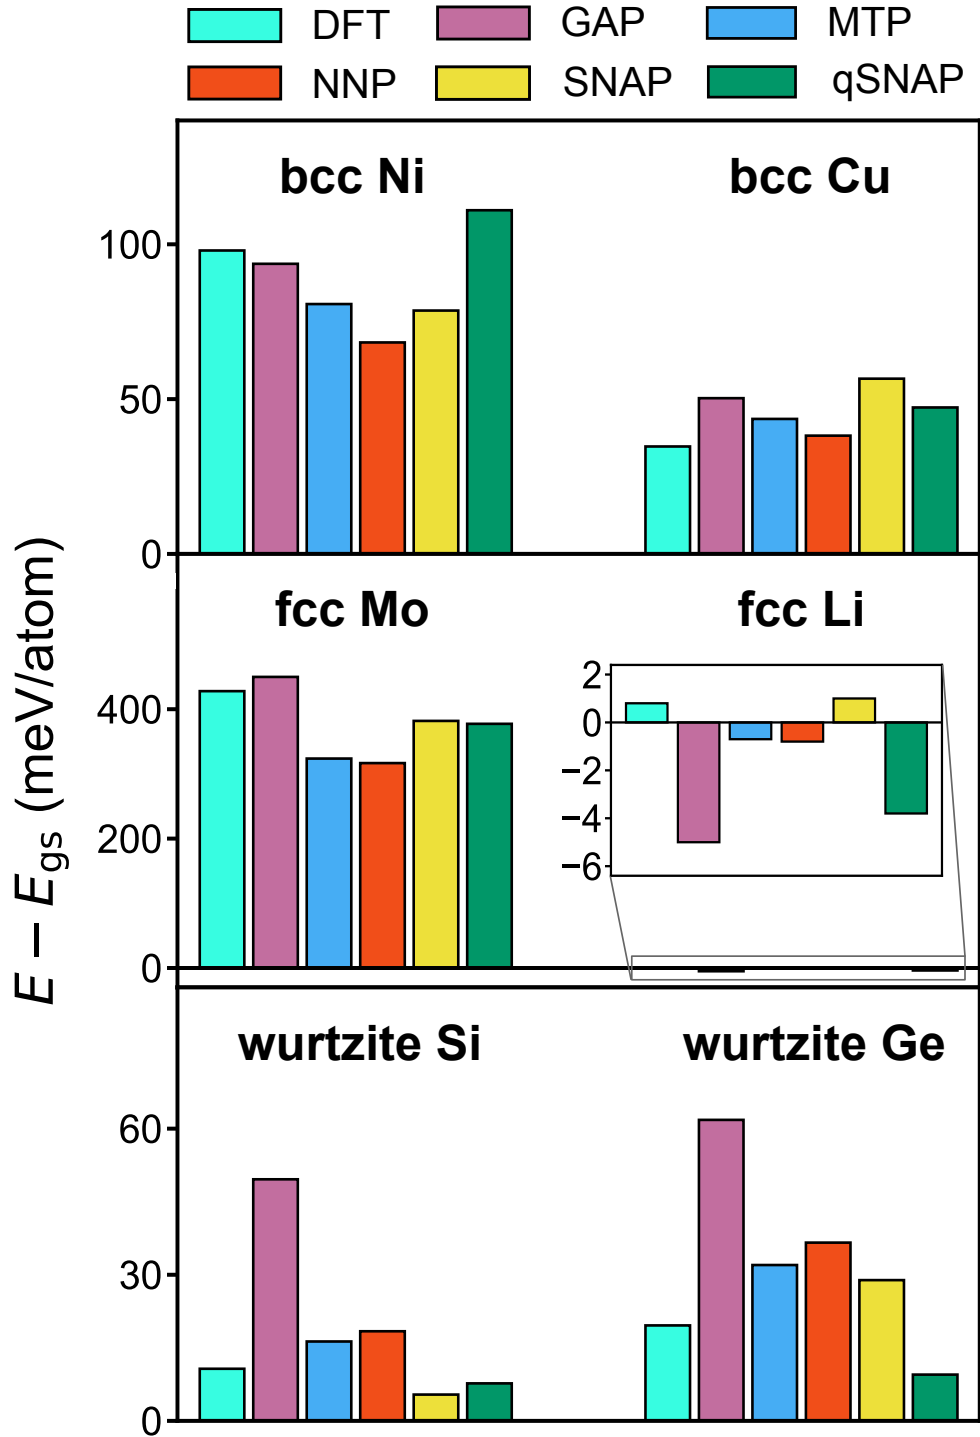 DFT GAP MTP
NNP SNAP qSNAP
bcc Ni bcc Cu
100
50
0
fcc Mo fcc Li
400
200
0
2
0
−2
−4
−6
E − Egs (meV/atom)
wurtzite Si wurtzite Ge
60
30
0